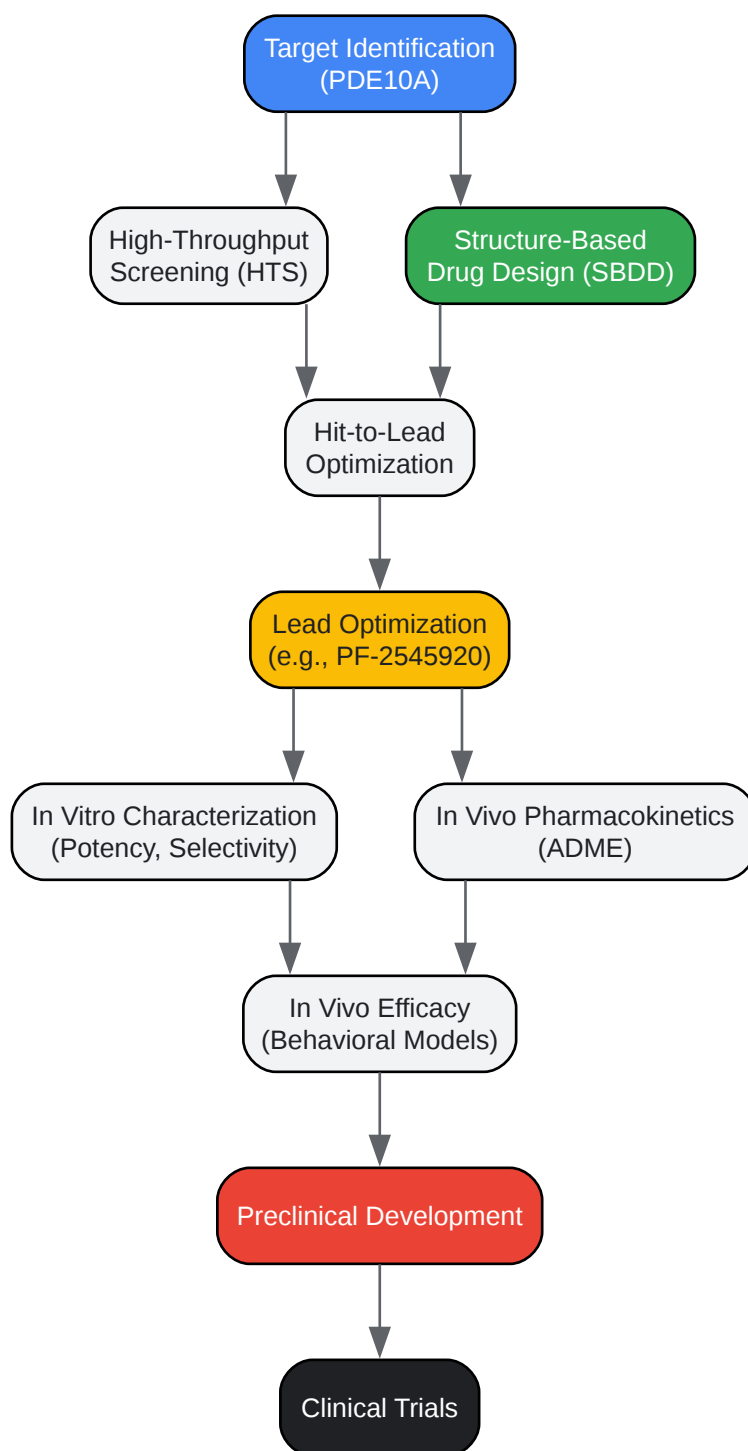 Target Identification
(PDE10A)
High-Throughput
Screening (HTS)
Structure-Based
Drug Design (SBDD)
Hit-to-Lead
Optimization
Lead Optimization
(e.g., PF-2545920)
In Vitro Characterization
(Potency, Selectivity)
In Vivo Pharmacokinetics
(ADME)
In Vivo Efficacy
(Behavioral Models)
Preclinical Development
Clinical Trials